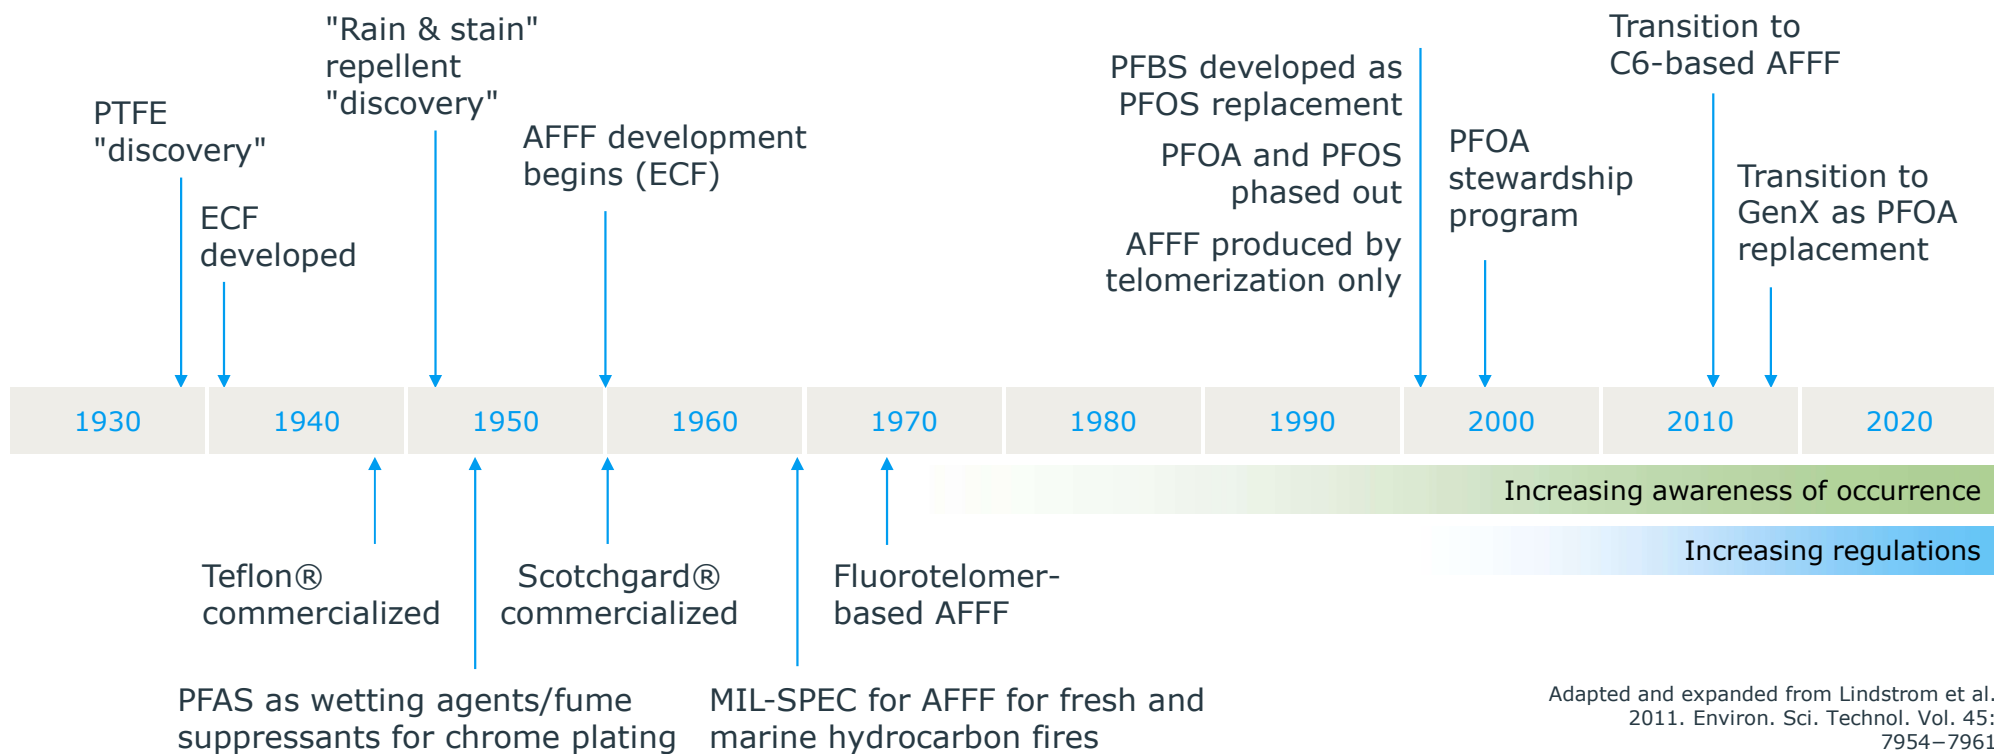 PTFE
"discovery"
ECF
developed
"Rain & stain"
repellent
"discovery"
AFFF development
begins (ECF)
PFBS developed as
PFOS replacement
PFOA and PFOS
phased out
AFFF produced by
telomerization only
PFOA
stewardship
program
Transition to
C6-based AFFF
Transition to
GenX as PFOA
replacement
1930
1940
1950
1960
1970
1980
1990
2000
2010
2020
Increasing awareness of occurrence
Increasing regulations
Teflon®
commercialized
Scotchgard®
commercialized
Fluorotelomer-
based AFFF
PFAS as wetting agents/fume
suppressants for chrome plating
MIL-SPEC for AFFF for fresh and
marine hydrocarbon fires
Adapted and expanded from Lindstrom et al.
2011. Environ. Sci. Technol. Vol. 45:
7954−7961